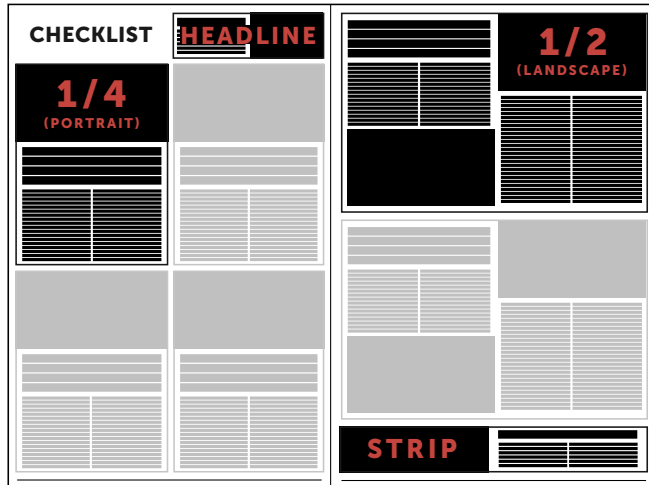 CHECKLIST
HEADLINE
1/4
(PORTRAIT)
1/2
(LANDSCAPE)
STRIP